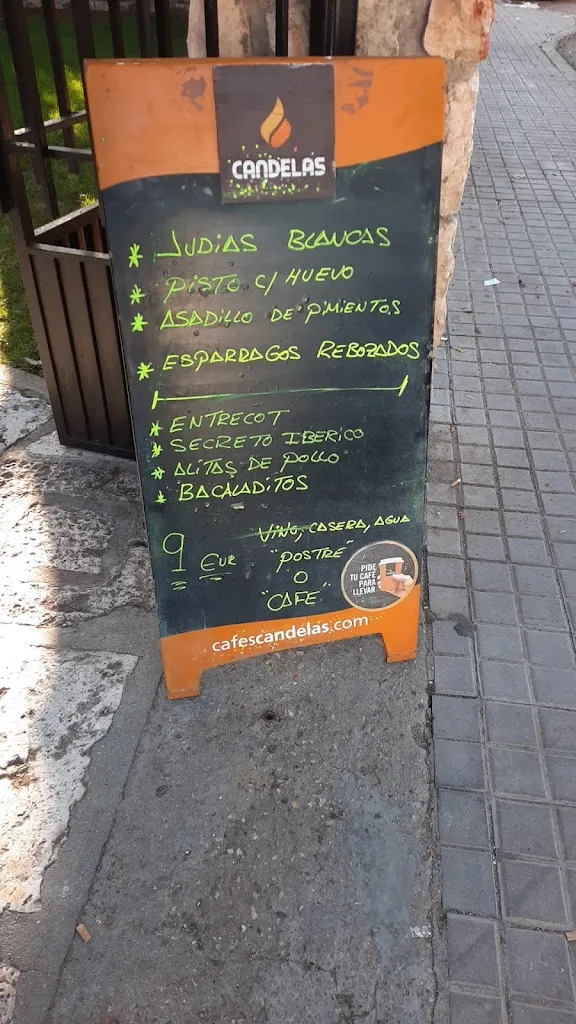 CANDELAS
* JUDIAS BLANCAS
* PISTO C/ HUEVO
* ASADILLO DE PIMIENTOS
* ESPARRAGOS REBOZADOS
* ENTRECOT
* SECRETO IBERICO
* ALITAS DE POLLO
* BACALADITOS
9 EUR
VINO, CASERA, AGUA
"POSTRE"
O
"CAFE"
PIDE
TU CAFÉ
PARA
LLEVAR
cafescandelas.com